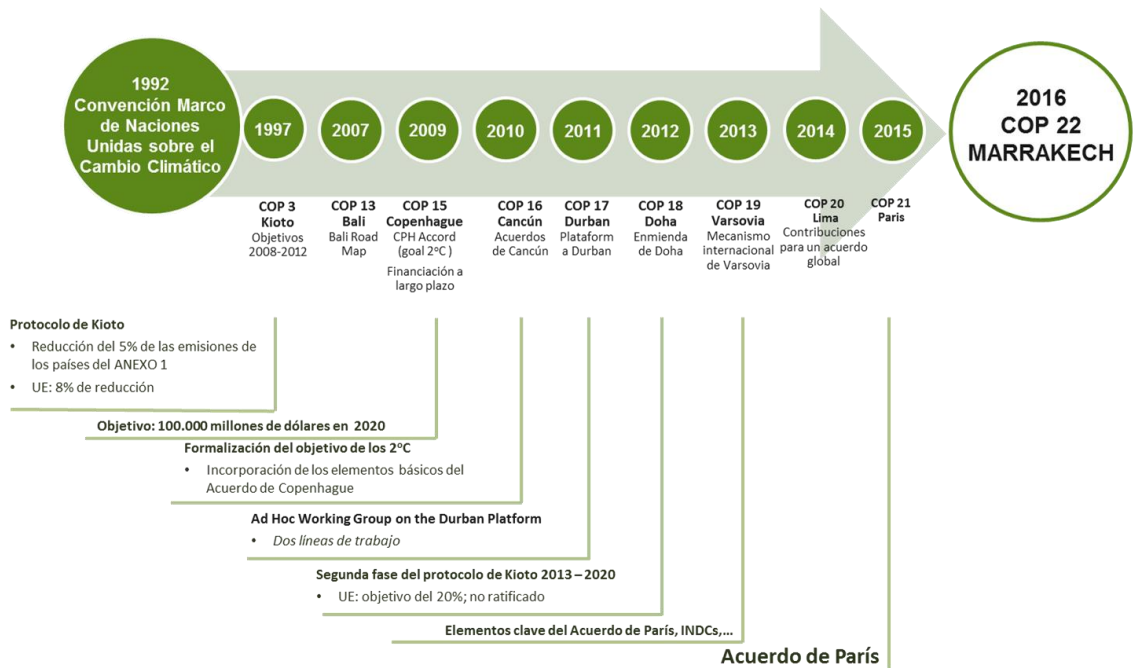 1992
Convención Marco
de Naciones
Unidas sobre el
Cambio Climático
1997
2007
2009
2010
2011
2012
2013
2014
2015
2016
COP 22
MARRAKECH
COP 3
Kioto
Objetivos
2008-2012
COP 13
Bali
Bali Road
Map
COP 15
Copenhague
CPH Accord
(goal 2ºC )
Financiación a
largo plazo
COP 16
Cancún
Acuerdos
de Cancún
COP 17
Durban
Plataform
a Durban
COP 18
Doha
Enmienda
de Doha
COP 19
Varsovia
Mecanismo
internacional
de Varsovia
COP 20
Lima
Contribuciones
para un acuerdo
global
COP 21
Paris
Protocolo de Kioto
• Reducción del 5% de las emisiones de
los países del ANEXO 1
• UE: 8% de reducción
Objetivo: 100.000 millones de dólares en 2020
Formalización del objetivo de los 2ºC
• Incorporación de los elementos básicos del
Acuerdo de Copenhague
Ad Hoc Working Group on the Durban Platform
• Dos líneas de trabajo
Segunda fase del protocolo de Kioto 2013 – 2020
• UE: objetivo del 20%; no ratificado
Elementos clave del Acuerdo de París, INDCs,...
Acuerdo de París